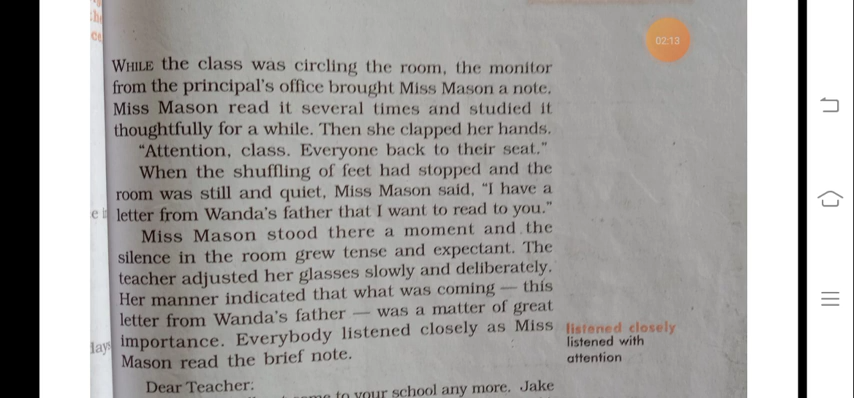 02:13
WHILE the class was circling the room, the monitor
from the principal's office brought Miss Mason a note.
Miss Mason read it several times and studied it
thoughtfully for a while. Then she clapped her hands.
"Attention, class. Everyone back to their seat."
When the shuffling of feet had stopped and the
room was still and quiet, Miss Mason said, "I have a
letter from Wanda's father that I want to read to you."
Miss Mason stood there a moment and the
silence in the room grew tense and expectant. The
teacher adjusted her glasses slowly and deliberately.
Her manner indicated that what was coming — this
letter from Wanda's father — was a matter of great
importance. Everybody listened closely as Miss
Mason read the brief note.
listened closely
listened with
attention
Dear Teacher:
to your school any more. Jake